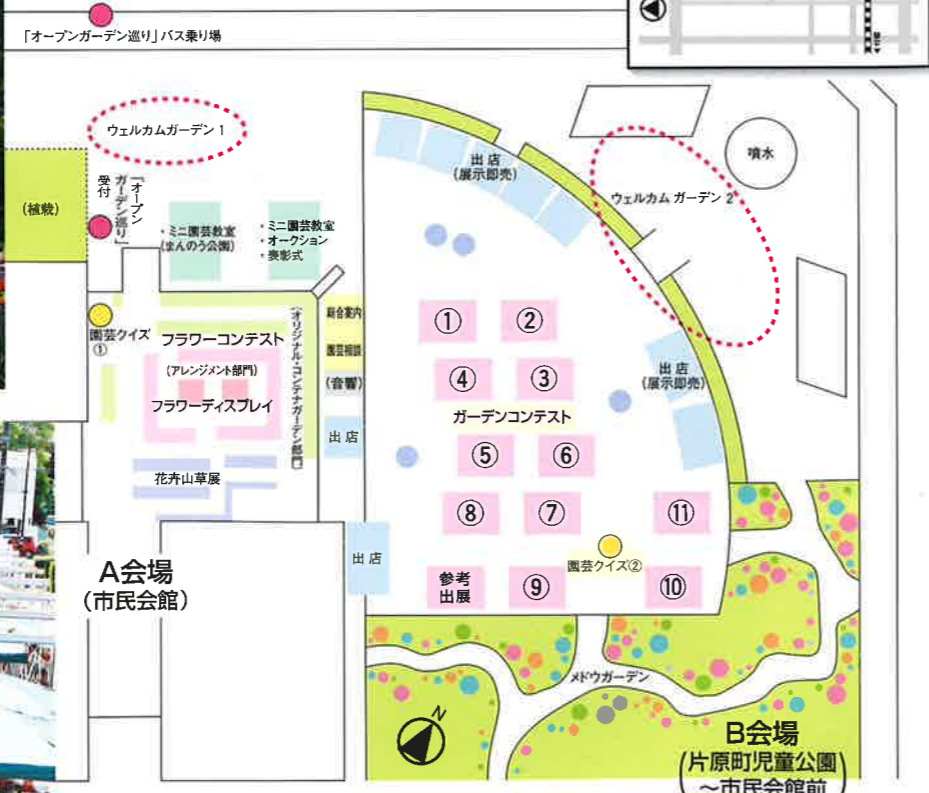 「オープンガーデン巡り」バス乗り場
ウェルカムガーデン 1
(植栽)
「オープン
ガーデン巡り」
受付
・ミニ園芸教室
(まんのう公園)
・ミニ園芸教室
・オークション
・表彰式
出店
(展示即売)
噴水
ウェルカム ガーデン 2
園芸クイズ
①
フラワーコンテスト
(アレンジメント部門)
フラワーディスプレイ
(オリジナル・コンテナガーデン部門)
総合案内
園芸相談
(音響)
出店
花卉山草展
①
②
④
③
ガーデンコンテスト
⑤
⑥
⑧
⑦
⑪
出店
(展示即売)
出店
園芸クイズ②
参考
出展
⑨
⑩
A会場
(市民会館)
メドウガーデン
N
B会場
(片原町児童公園
～市民会館前